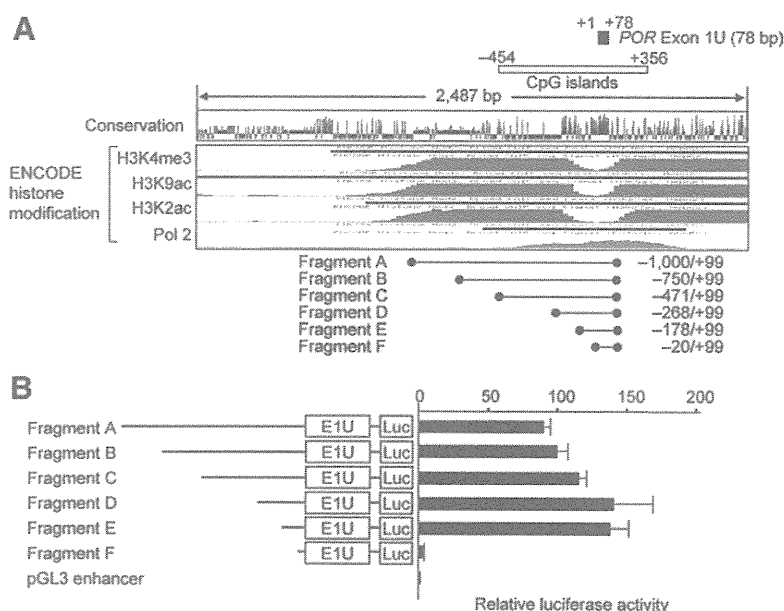 A
+1 +78
POR Exon 1U (78 bp)
–454 +356
CpG islands
2,487 bp
Conservation
ENCODE histone modification
H3K4me3
H3K9ac
H3K2ac
Pol 2
Fragment A –1,000/+99
Fragment B –750/+99
Fragment C –471/+99
Fragment D –268/+99
Fragment E –178/+99
Fragment F –20/+99
B
0 50 100 150 200
Fragment A E1U Luc
Fragment B E1U Luc
Fragment C E1U Luc
Fragment D E1U Luc
Fragment E E1U Luc
Fragment F E1U Luc
pGL3 enhancer
Relative luciferase activity